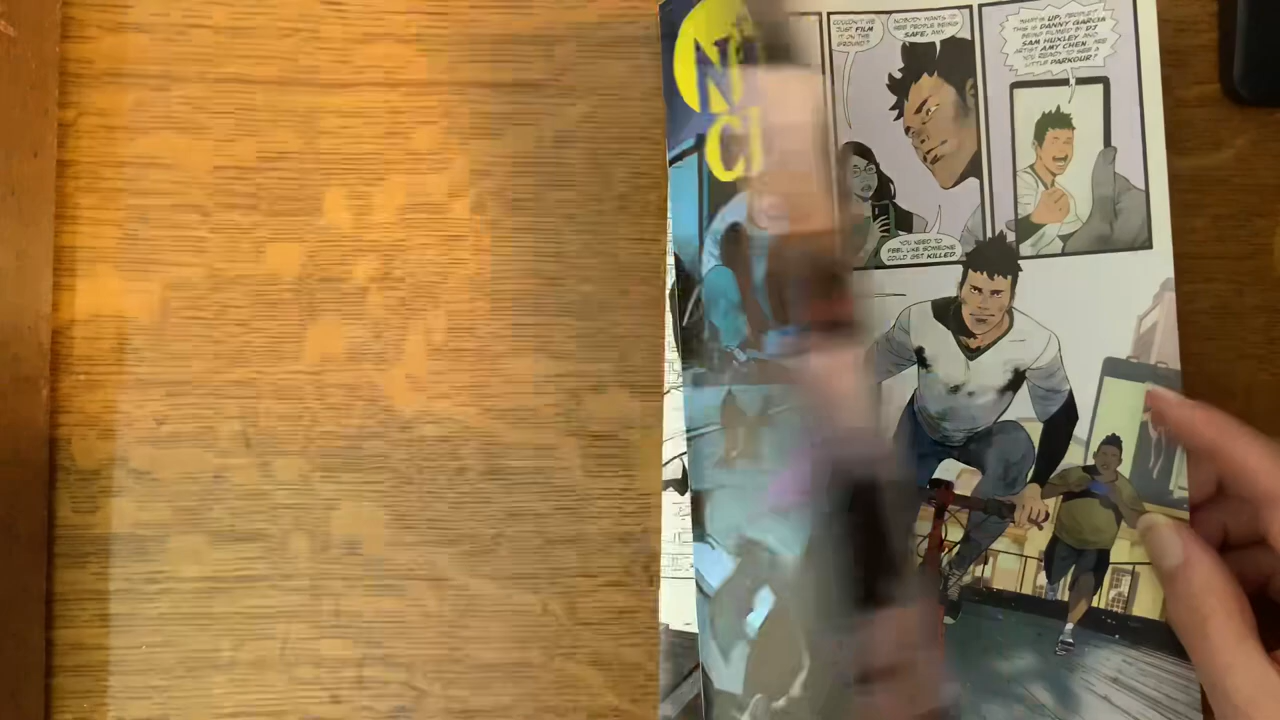 COULDN'T WE
JUST FILM
IT ON THE
GROUND?
NOBODY WANTS TO
SEE PEOPLE BEING
SAFE, AMY.
WHAT'S UP, PEOPLE?
THIS IS DANNY GARCIA
BEING FILMED BY DJ
SAM HUXLEY AND
ARTIST AMY CHEN. ARE
YOU READY TO SEE A
LITTLE PARKOUR?
YOU NEED TO
FEEL LIKE SOMEONE
COULD GET KILLED.